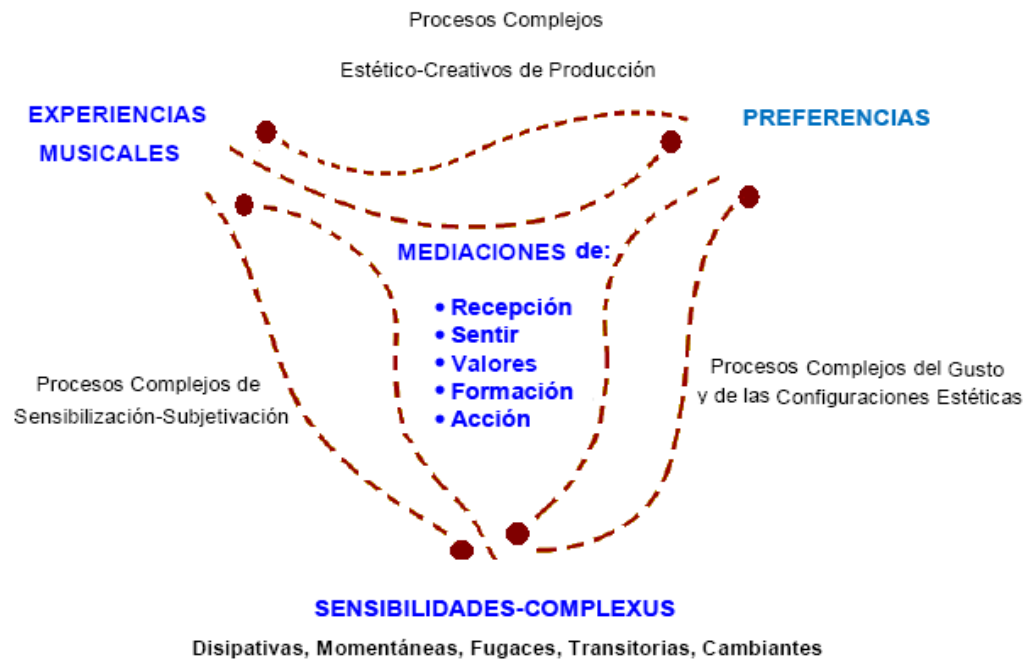 Procesos Complejos
Estético-Creativos de Producción
EXPERIENCIAS
MUSICALES
PREFERENCIAS
MEDIACIONES de:
• Recepción
• Sentir
• Valores
• Formación
• Acción
Procesos Complejos de
Sensibilización-Subjetivación
Procesos Complejos del Gusto
y de las Configuraciones Estéticas
SENSIBILIDADES-COMPLEXUS
Disipativas, Momentáneas, Fugaces, Transitorias, Cambiantes